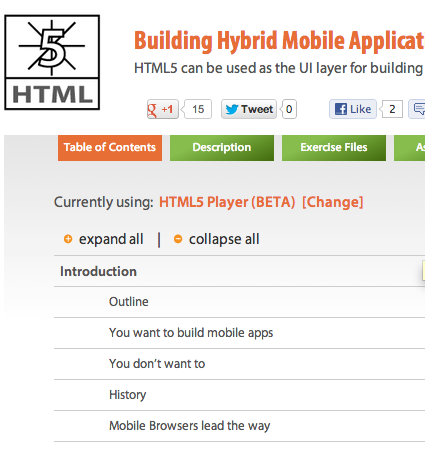 5
HTML
Building Hybrid Mobile Applicat
HTML5 can be used as the UI layer for building
+1 15 Tweet 0 Like 2
Table of Contents Description Exercise Files As
Currently using: HTML5 Player (BETA) [Change]
expand all | collapse all
Introduction
Outline
You want to build mobile apps
You don't want to
History
Mobile Browsers lead the way